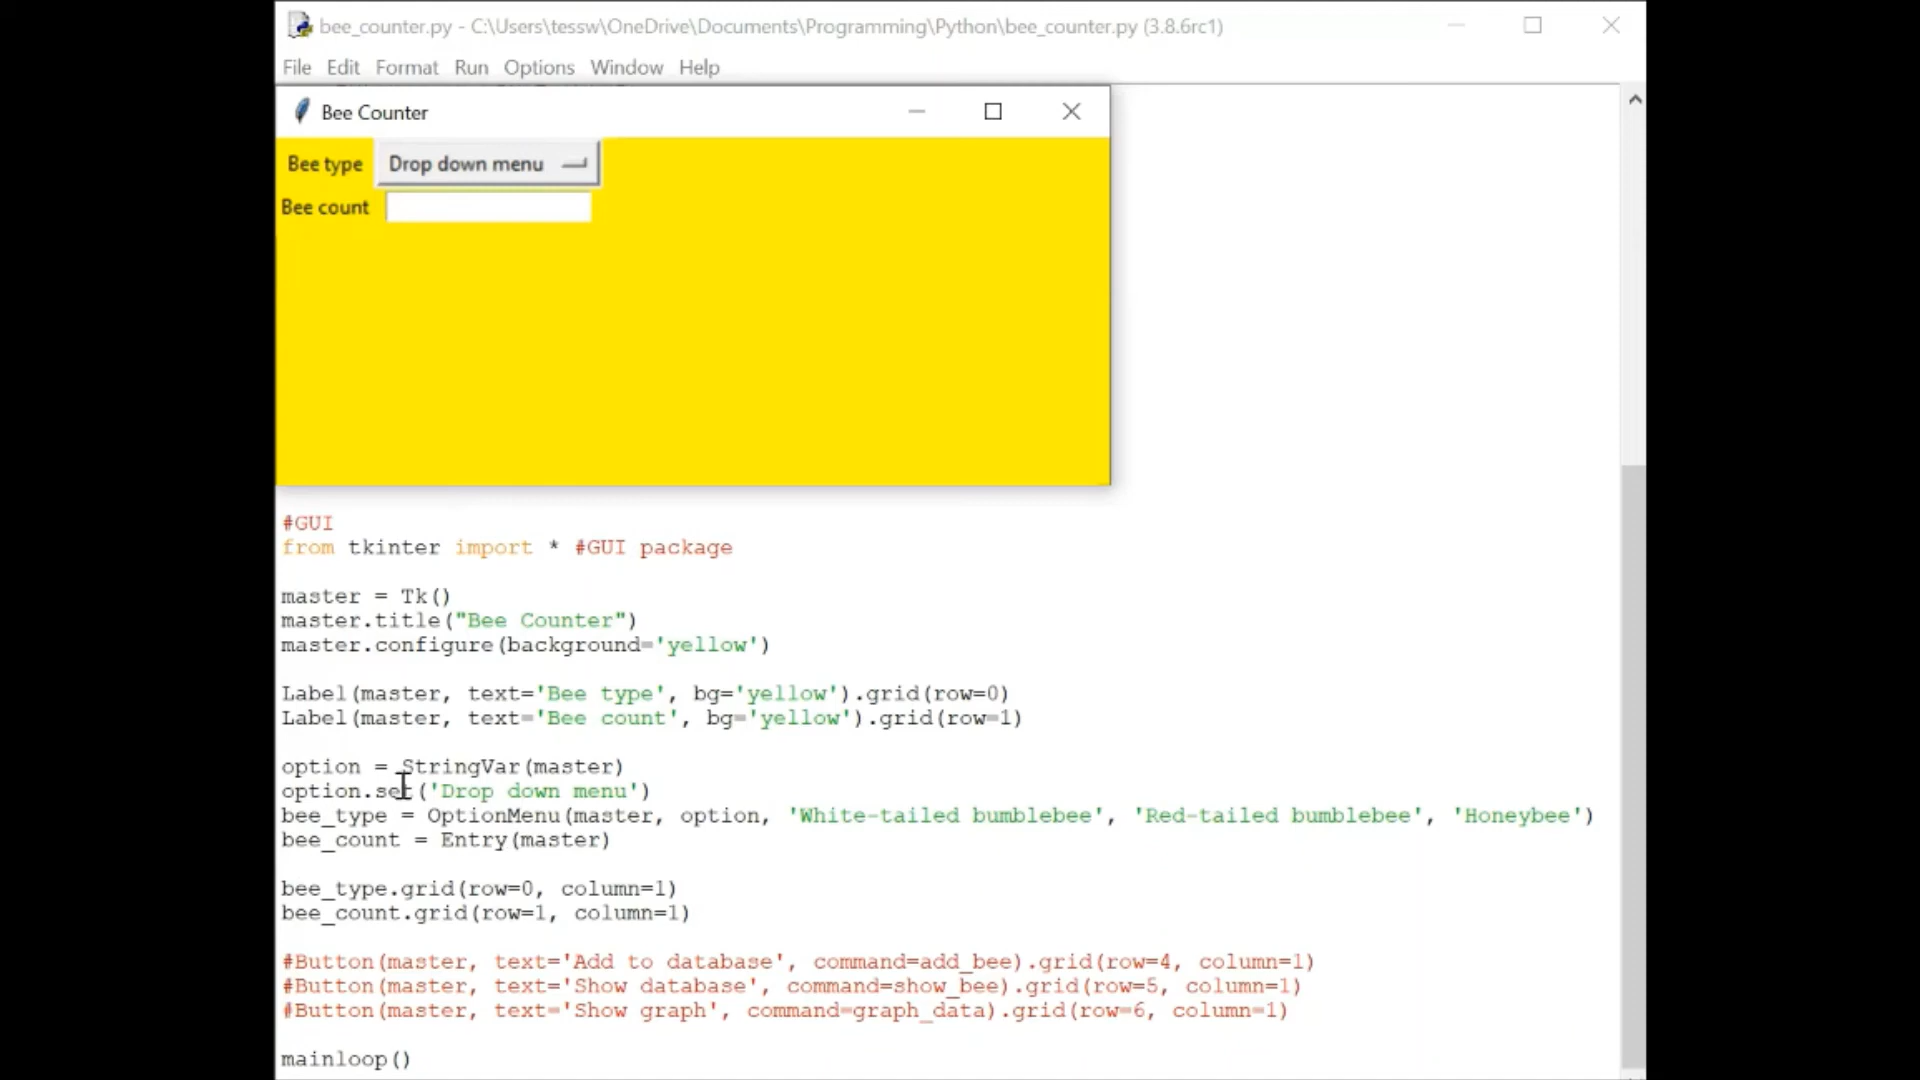 bee_counter.py - C:\Users\tessw\OneDrive\Documents\Programming\Python\bee_counter.py (3.8.6rc1)
File Edit Format Run Options Window Help
Bee Counter
Bee type Drop down menu
Bee count
#GUI
from tkinter import * #GUI package
master = Tk()
master.title("Bee Counter")
master.configure(background='yellow')
Label(master, text='Bee type', bg='yellow').grid(row=0)
Label(master, text='Bee count', bg='yellow').grid(row=1)
option = StringVar(master)
option.set('Drop down menu')
bee_type = OptionMenu(master, option, 'White-tailed bumblebee', 'Red-tailed bumblebee', 'Honeybee')
bee_count = Entry(master)
bee_type.grid(row=0, column=1)
bee_count.grid(row=1, column=1)
#Button(master, text='Add to database', command=add_bee).grid(row=4, column=1)
#Button(master, text='Show database', command=show_bee).grid(row=5, column=1)
#Button(master, text='Show graph', command=graph_data).grid(row=6, column=1)
mainloop()